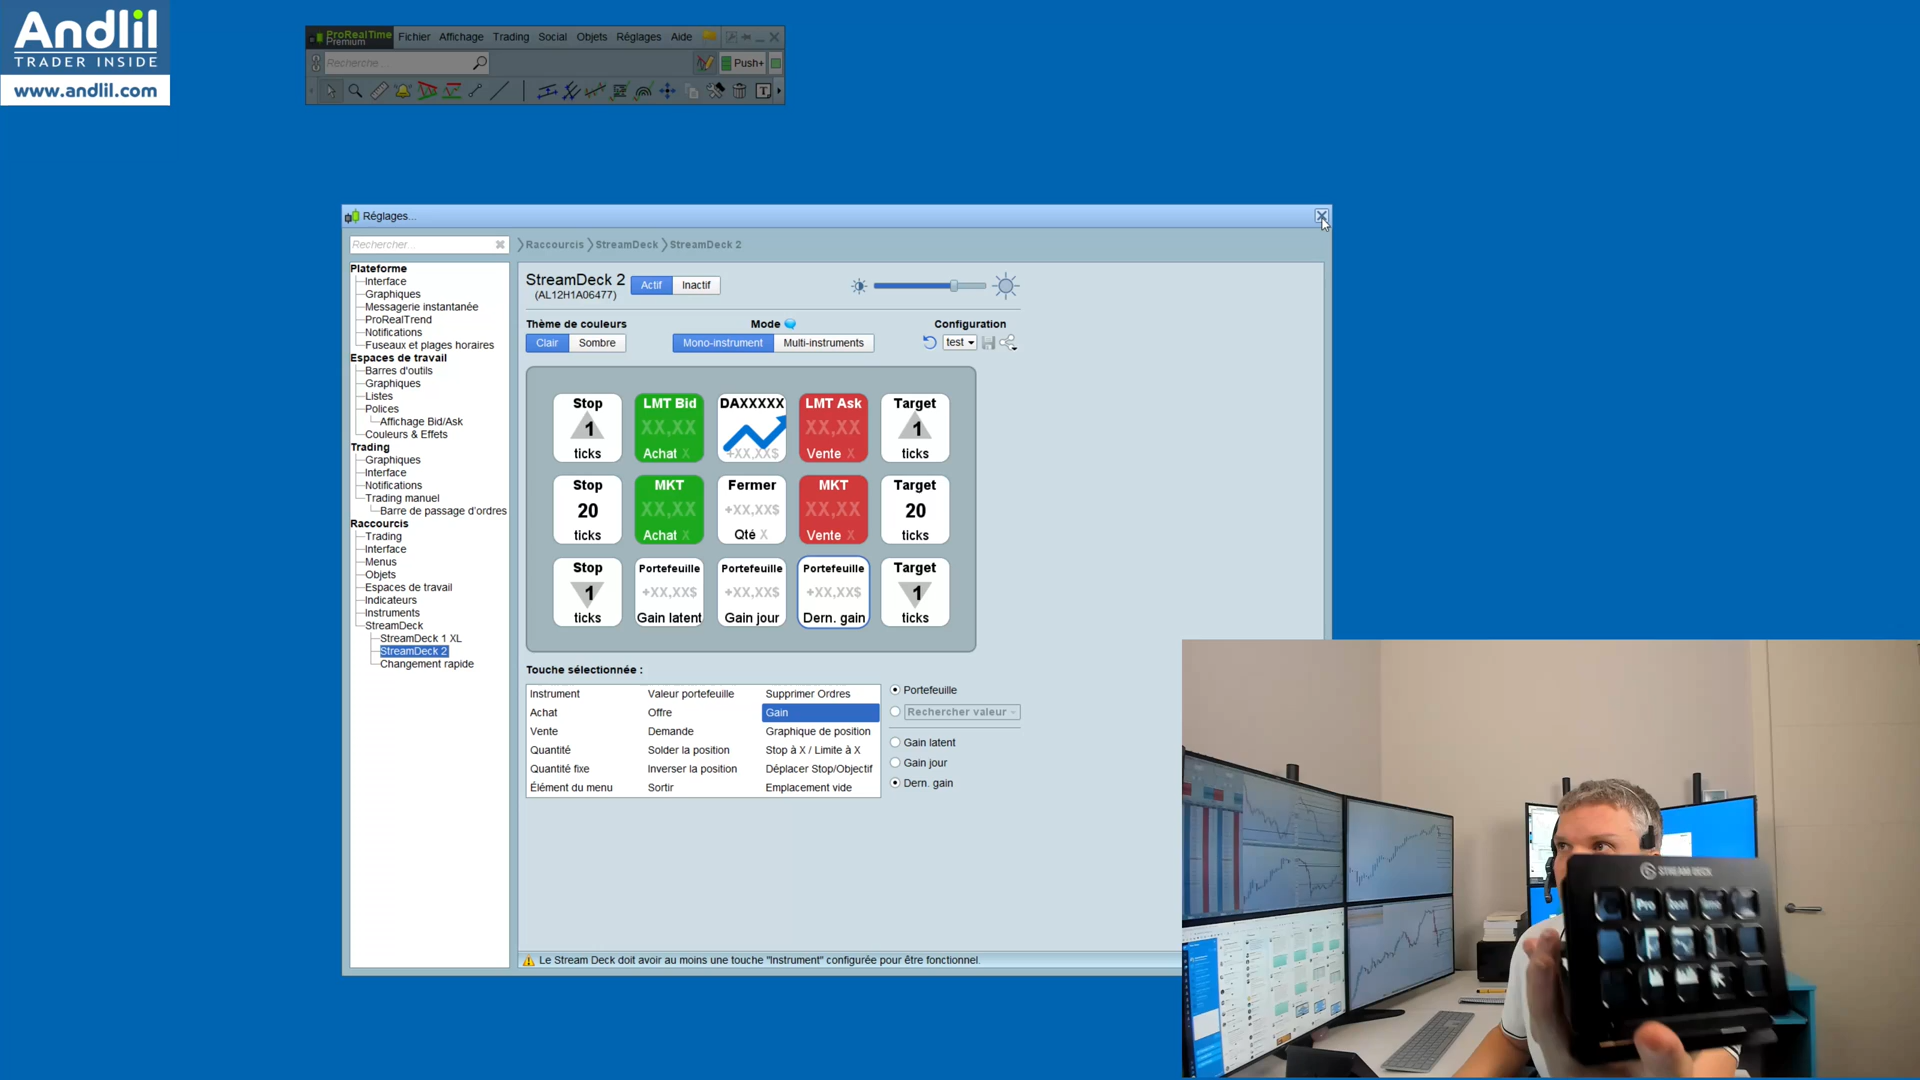 Andlil
TRADER INSIDE
www.andlil.com
ProRealTime
Premium
Fichier Affichage Trading Social Objets Réglages Aide
Recherche...
Push+
Réglages...
Rechercher...
Raccourcis StreamDeck StreamDeck 2
Plateforme
Interface
Graphiques
Messagerie instantanée
ProRealTrend
Notifications
Fuseaux et plages horaires
Espaces de travail
Barres d'outils
Graphiques
Listes
Polices
Affichage Bid/Ask
Couleurs & Effets
Trading
Graphiques
Interface
Notifications
Trading manuel
Barre de passage d'ordres
Raccourcis
Trading
Interface
Menus
Objets
Espaces de travail
Indicateurs
Instruments
StreamDeck
StreamDeck 1 XL
StreamDeck 2
Changement rapide
StreamDeck 2
(AL12H1A06477)
Actif Inactif
Thème de couleurs
Clair Sombre
Mode
Mono-instrument Multi-instruments
Configuration
test
Stop
1
ticks
LMT Bid
XX,XX
Achat X
DAXXXXX
+XX,XX$
LMT Ask
XX,XX
Vente X
Target
1
ticks
Stop
20
ticks
MKT
XX,XX
Achat X
Fermer
+XX,XX$
Qté X
MKT
XX,XX
Vente X
Target
20
ticks
Stop
1
ticks
Portefeuille
+XX,XX$
Gain latent
Portefeuille
+XX,XX$
Gain jour
Portefeuille
+XX,XX$
Dern. gain
Target
1
ticks
Touche sélectionnée :
Instrument Valeur portefeuille Supprimer Ordres
Achat Offre Gain
Vente Demande Graphique de position
Quantité Solder la position Stop à X / Limite à X
Quantité fixe Inverser la position Déplacer Stop/Objectif
Élément du menu Sortir Emplacement vide
Portefeuille
Rechercher valeur
Gain latent
Gain jour
Dern. gain
Le Stream Deck doit avoir au moins une touche "Instrument" configurée pour être fonctionnel.
STREAM DECK
Pro Real Time